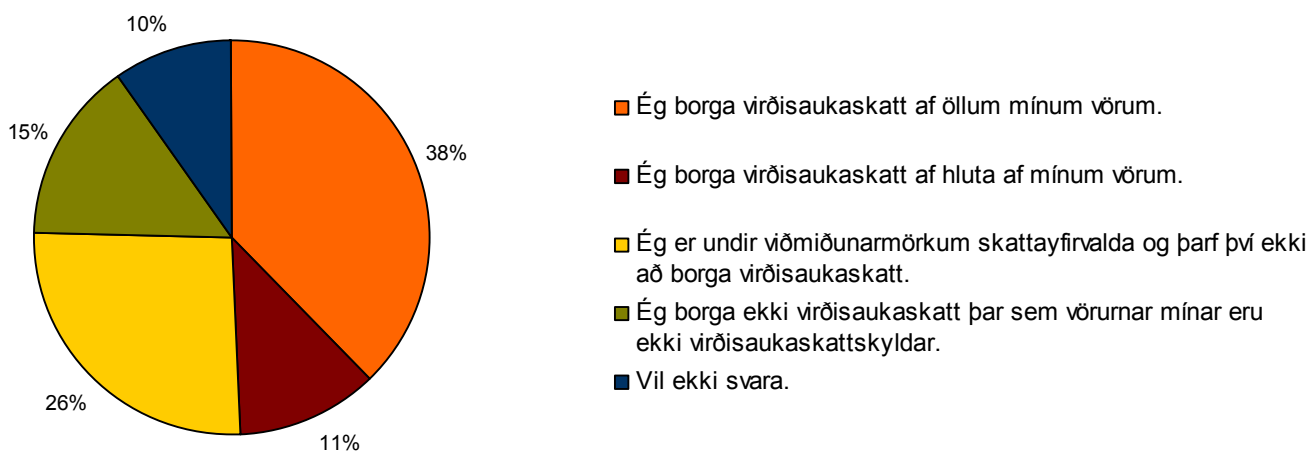 10%
15%
38%
26%
11%
Ég borga virðisaukaskatt af öllum mínum vörum.
Ég borga virðisaukaskatt af hluta af mínum vörum.
Ég er undir viðmiðunarmörkum skattayfirvalda og þarf því ekki
að borga virðisaukaskatt.
Ég borga ekki virðisaukaskatt þar sem vörurnar mínar eru
ekki virðisaukaskattskyldar.
Vil ekki svara.